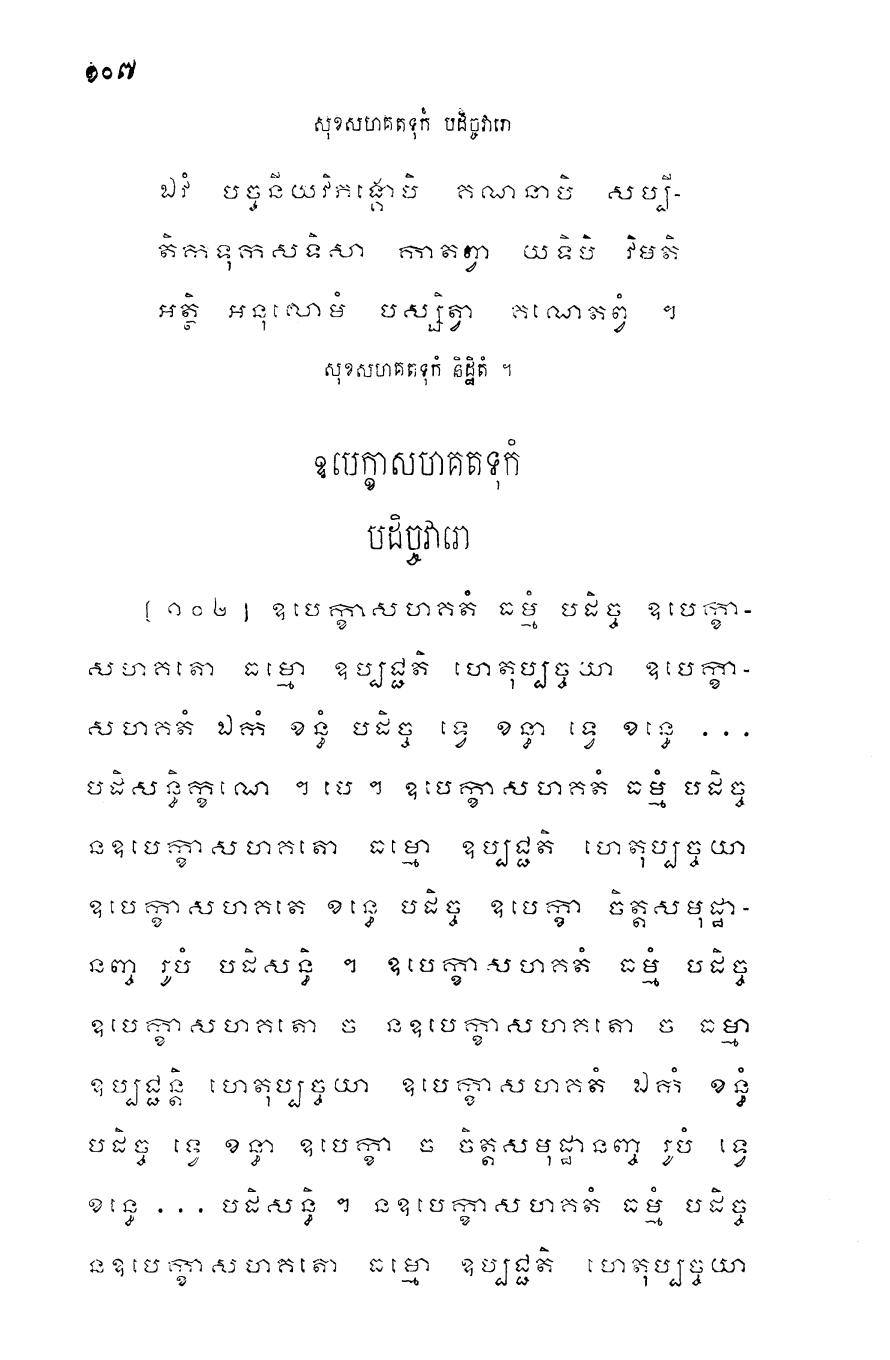 ១០៧
សុខសហគតទុកំ បដិច្ចវារោ
ឯវំ បច្ចនីយវិភង្គោបិ គណនាបិ សប្បី-
តិកទុកសទិសា កាតព្វា យទិបិ វិមតិ
អត្ថិ អនុលោមំ បស្សិត្វា គណេតព្វំ ។
សុខសហគតទុកំ និដ្ឋិតំ ។
ឧបេក្ខាសហគតទុកំ
បដិច្ចវារោ
[១០២] ឧបេក្ខាសហគតំ ធម្មំ បដិច្ច ឧបេក្ខា-
សហគតោ ធម្មោ ឧប្បជ្ជតិ ហេតុប្បច្ចយា ឧបេក្ខា-
សហគតំ ឯកំ ខន្ធំ បដិច្ច ទ្វេ ខន្ធា ទ្វេ ខន្ធេ ...
បដិសន្ធិក្ខណេ ។ បេ ។ ឧបេក្ខាសហគតំ ធម្មំ បដិច្ច
នឧបេក្ខាសហគតោ ធម្មោ ឧប្បជ្ជតិ ហេតុប្បច្ចយា
ឧបេក្ខាសហគតេ ខន្ធេ បដិច្ច ឧបេក្ខា ចិត្តសមុដ្ឋា-
នញ្ច រូបំ បដិសន្ធិ ។ ឧបេក្ខាសហគតំ ធម្មំ បដិច្ច
ឧបេក្ខាសហគតោ ច នឧបេក្ខាសហគតោ ច ធម្មា
ឧប្បជ្ជន្តិ ហេតុប្បច្ចយា ឧបេក្ខាសហគតំ ឯកំ ខន្ធំ
បដិច្ច ទ្វេ ខន្ធា ឧបេក្ខា ច ចិត្តសមុដ្ឋានញ្ច រូបំ ទ្វេ
ខន្ធេ ... បដិសន្ធិ ។ នឧបេក្ខាសហគតំ ធម្មំ បដិច្ច
នឧបេក្ខាសហគតោ ធម្មោ ឧប្បជ្ជតិ ហេតុប្បច្ចយា